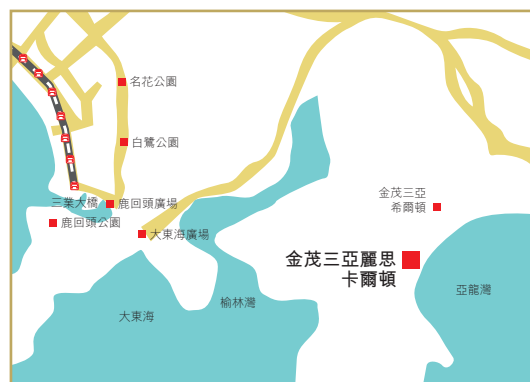 名花公園
白鷺公園
三業大橋
鹿回頭廣場
鹿回頭公園
大東海廣場
金茂三亞
希爾頓
金茂三亞麗思
卡爾頓
亞龍灣
榆林灣
大東海